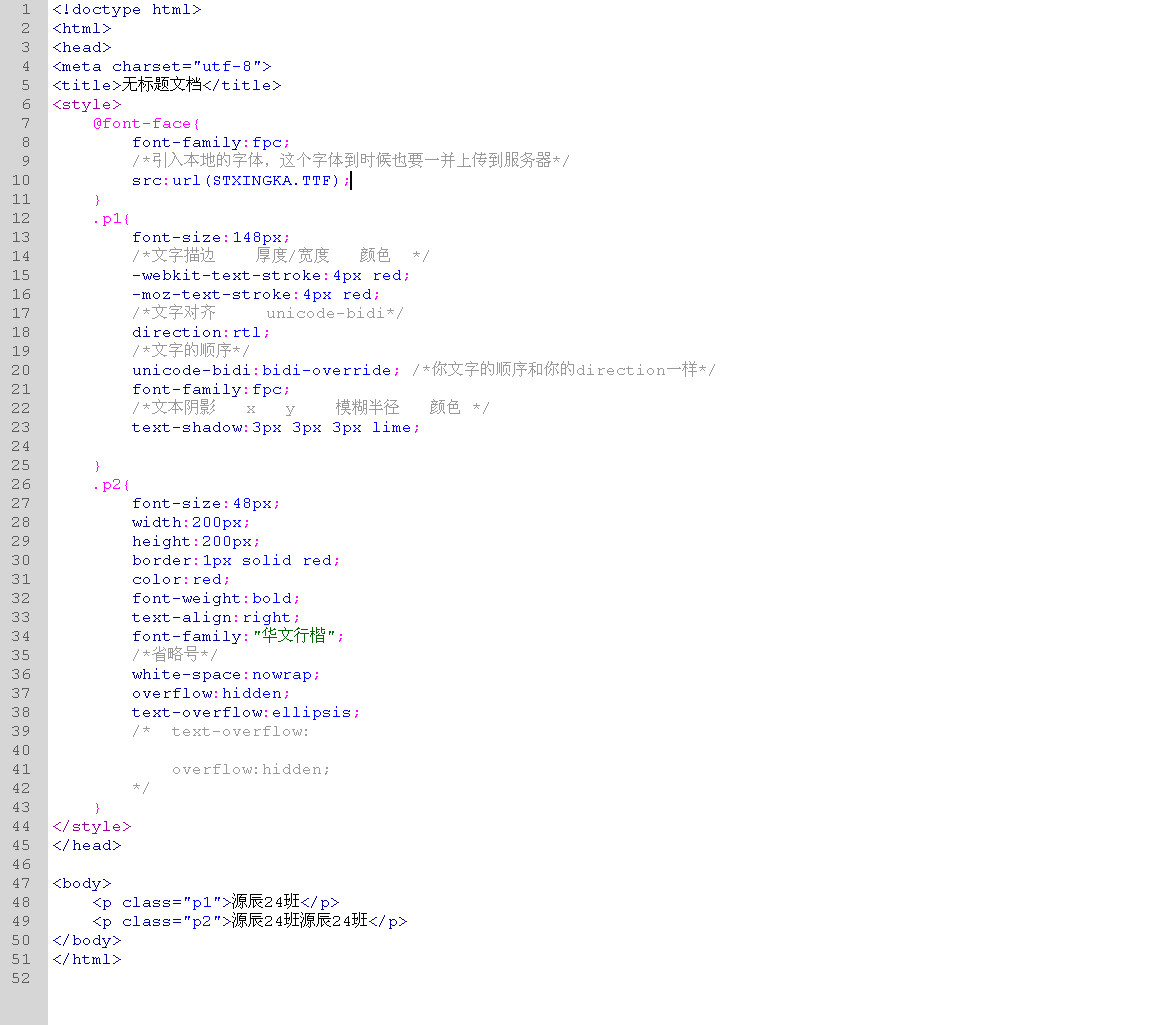 1 <!doctype html>
2 <html>
3 <head>
4 <meta charset="utf-8">
5 <title>无标题文档</title>
6 <style>
7     @font-face{
8         font-family:fpc;
9         /*引入本地的字体，这个字体到时候也要一并上传到服务器*/
10         src:url(STXINGKA.TTF);
11     }
12     .p1{
13         font-size:148px;
14         /*文字描边    厚度/宽度   颜色  */
15         -webkit-text-stroke:4px red;
16         -moz-text-stroke:4px red;
17         /*文字对齐     unicode-bidi*/
18         direction:rtl;
19         /*文字的顺序*/
20         unicode-bidi:bidi-override; /*你文字的顺序和你的direction一样*/
21         font-family:fpc;
22         /*文本阴影   x   y    模糊半径   颜色 */
23         text-shadow:3px 3px 3px lime;
24
25     }
26     .p2{
27         font-size:48px;
28         width:200px;
29         height:200px;
30         border:1px solid red;
31         color:red;
32         font-weight:bold;
33         text-align:right;
34         font-family:"华文行楷";
35         /*省略号*/
36         white-space:nowrap;
37         overflow:hidden;
38         text-overflow:ellipsis;
39         /*  text-overflow:
40
41             overflow:hidden;
42         */
43     }
44 </style>
45 </head>
46
47 <body>
48     <p class="p1">源辰24班</p>
49     <p class="p2">源辰24班源辰24班</p>
50 </body>
51 </html>
52